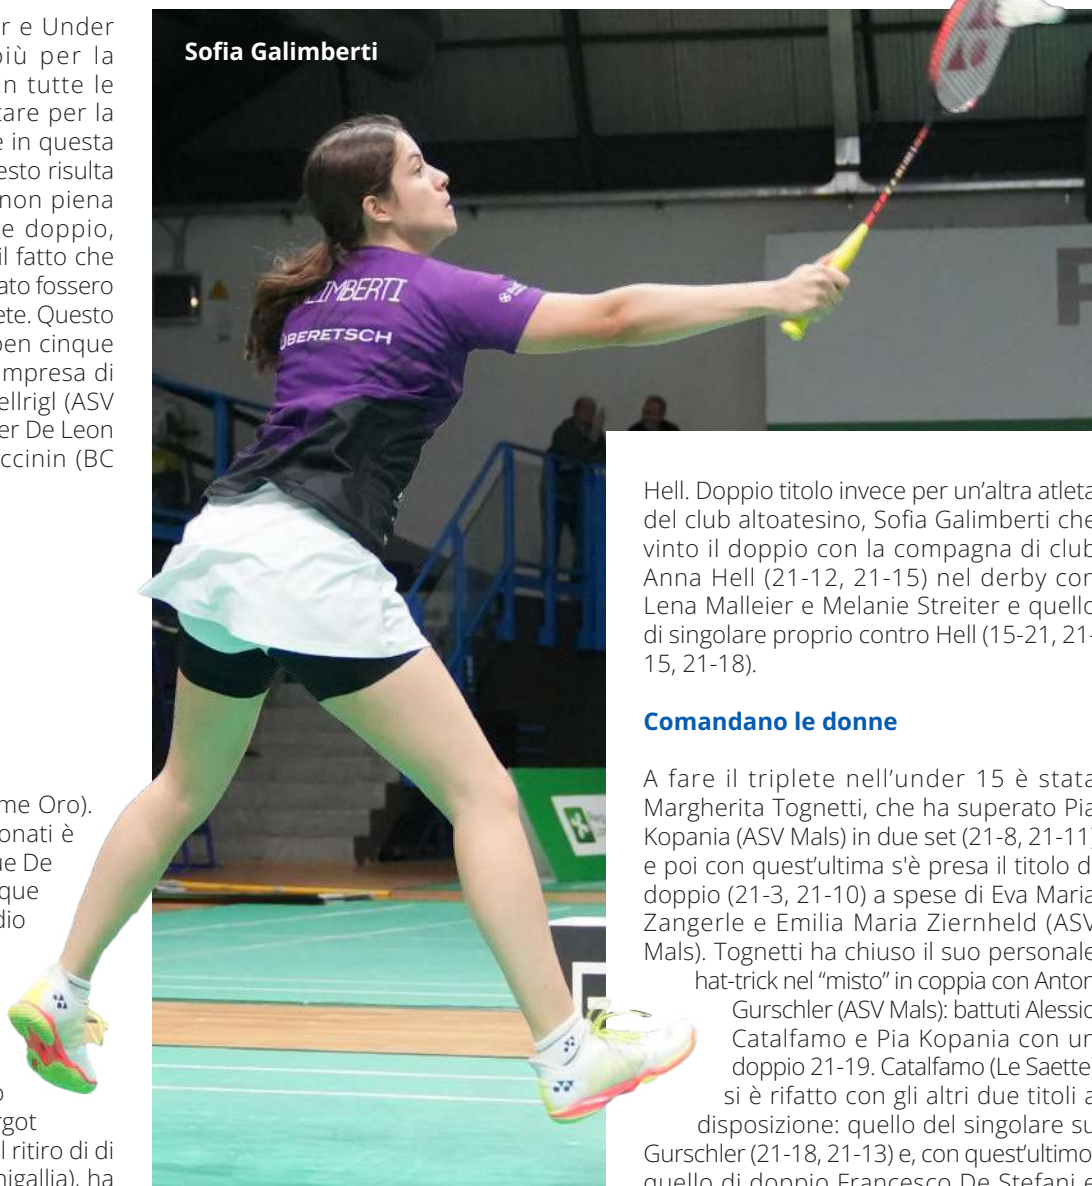 r e Under
più per la
in tutte le
tare per la
e in questa
esto risulta
non piena
e doppio,
il fatto che
ato fossero
ete. Questo
ben cinque
mpresa di
ellrigl (ASV
er De Leon
ccinin (BC
me Oro).
onati è
ue De
que
dio
o
rgot
l ritiro di di
nigallia), ha
Sofia Galimberti
LIMBERTI
ÜBERETSCH
Hell. Doppio titolo invece per un’altra atleta
del club altoatesino, Sofia Galimberti che
vinto il doppio con la compagna di club
Anna Hell (21-12, 21-15) nel derby con
Lena Malleier e Melanie Streiter e quello
di singolare proprio contro Hell (15-21, 21-
15, 21-18).
Comandano le donne
A fare il triplete nell’under 15 è stata
Margherita Tognetti, che ha superato Pia
Kopania (ASV Mals) in due set (21-8, 21-11)
e poi con quest’ultima s'è presa il titolo di
doppio (21-3, 21-10) a spese di Eva Maria
Zangerle e Emilia Maria Ziernheld (ASV
Mals). Tognetti ha chiuso il suo personale
hat-trick nel “misto” in coppia con Anton
Gurschler (ASV Mals): battuti Alessio
Catalfamo e Pia Kopania con un
doppio 21-19. Catalfamo (Le Saette)
si è rifatto con gli altri due titoli a
disposizione: quello del singolare su
Gurschler (21-18, 21-13) e, con quest’ultimo,
quello di doppio Francesco De Stefani e